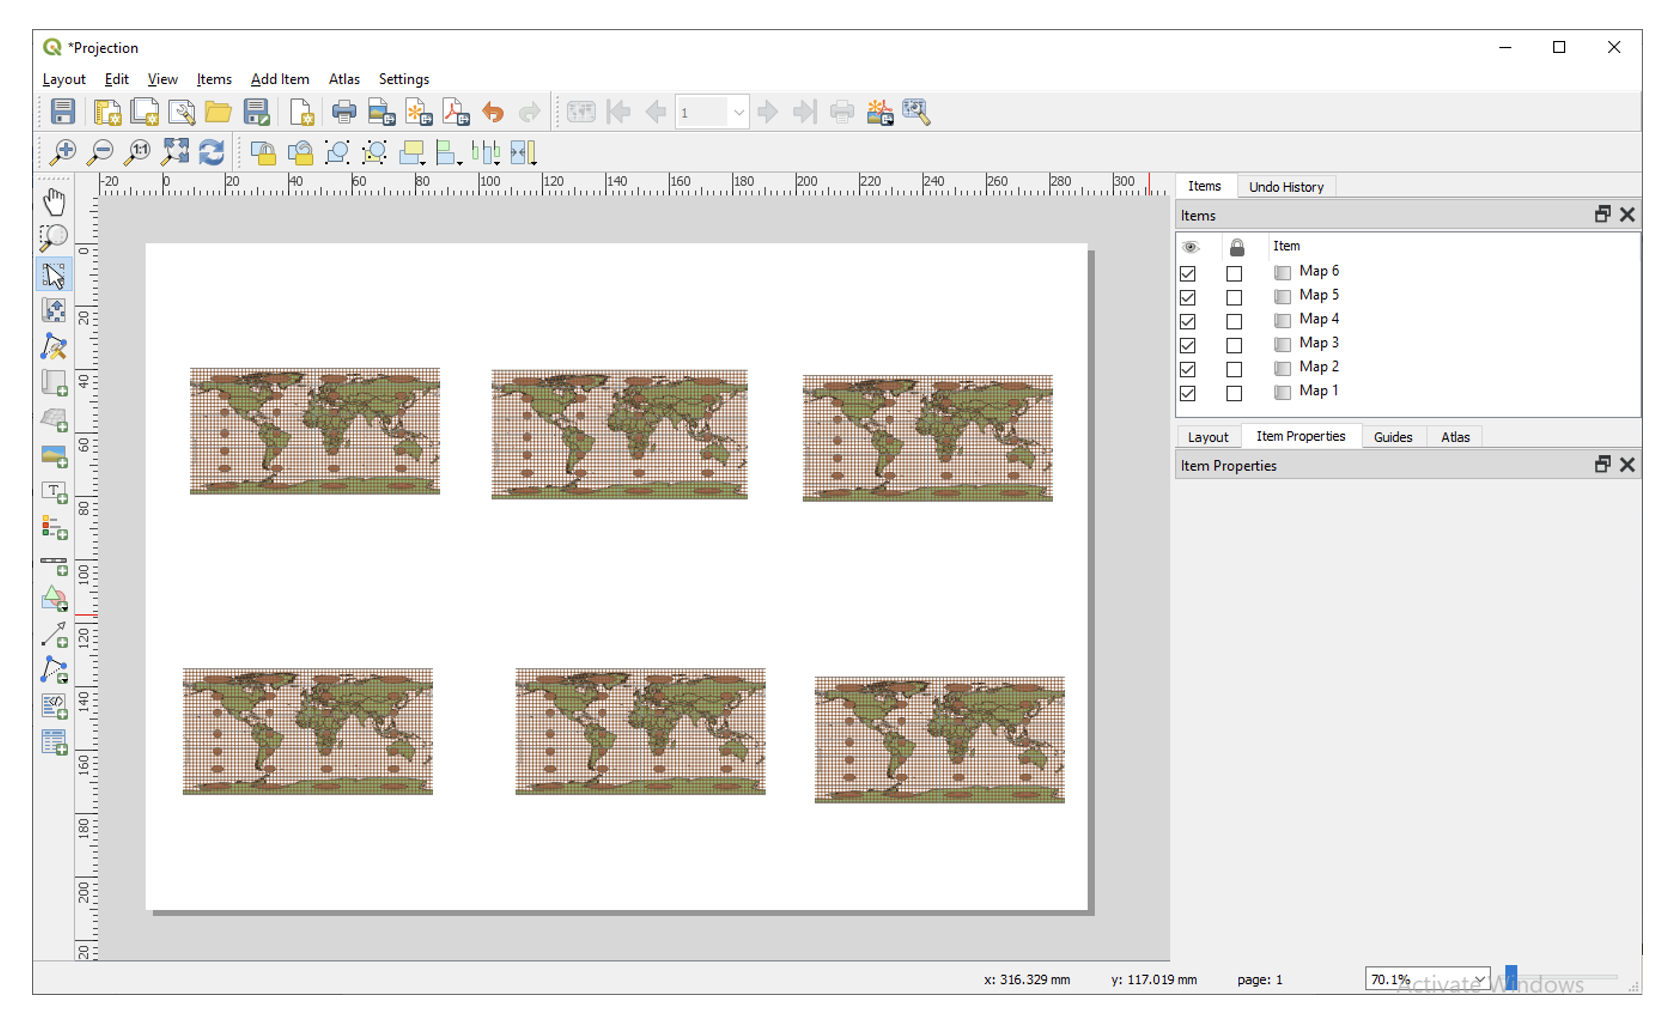 *Projection
Layout Edit View Items Add Item Atlas Settings
1
1:1
-20 0 20 40 60 80 100 120 140 160 180 200 220 240 260 280 300
0
20
40
60
80
100
120
140
160
180
200
20
T
Items Undo History
Items
Item
Map 6
Map 5
Map 4
Map 3
Map 2
Map 1
Layout Item Properties Guides Atlas
Item Properties
x: 316.329 mm y: 117.019 mm page: 1 70.1%
Activate Windows